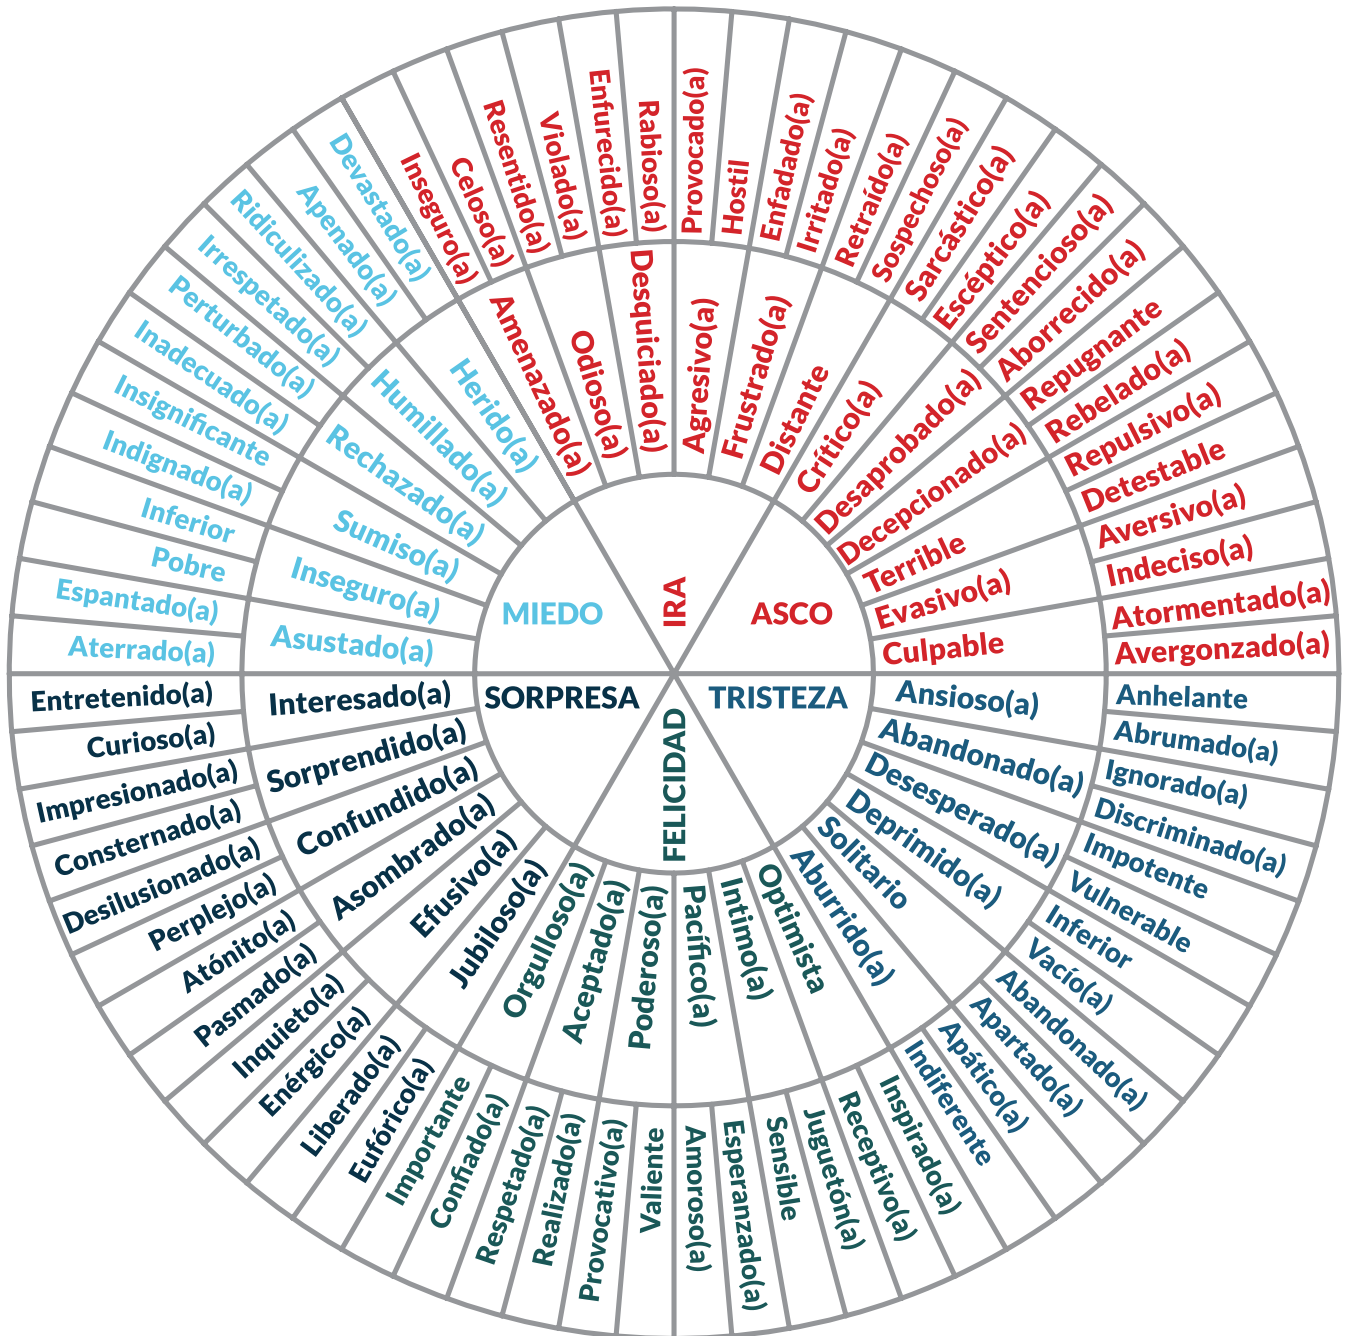 MIEDO
IRA
ASCO
SORPRESA
FELICIDAD
TRISTEZA
Amenazado(a)
Odioso(a)
Desquiciado(a)
Agresivo(a)
Frustrado(a)
Distante
Crítico(a)
Desaprobado(a)
Decepcionado(a)
Terrible
Evasivo(a)
Culpable
Ansioso(a)
Abandonado(a)
Desesperado(a)
Deprimido(a)
Solitario
Aburrido(a)
Optimista
Intimo(a)
Pacífico(a)
Poderoso(a)
Aceptado(a)
Orgulloso(a)
Jubiloso(a)
Efusivo(a)
Asombrado(a)
Confundido(a)
Sorprendido(a)
Interesado(a)
Asustado(a)
Inseguro(a)
Sumiso(a)
Rechazado(a)
Humillado(a)
Herido(a)
Inseguro(a)
Celoso(a)
Resentido(a)
Violado(a)
Enfurecido(a)
Rabioso(a)
Provocado(a)
Hostil
Enfadado(a)
Irritado(a)
Retraído(a)
Sospechoso(a)
Sarcástico(a)
Escéptico(a)
Sentencioso(a)
Aborrecido(a)
Repugnante
Rebelado(a)
Repulsivo(a)
Detestable
Aversivo(a)
Indeciso(a)
Atormentado(a)
Avergonzado(a)
Anhelante
Abrumado(a)
Ignorado(a)
Discriminado(a)
Impotente
Vulnerable
Inferior
Vacío(a)
Abandonado(a)
Apartado(a)
Apático(a)
Indiferente
Inspirado(a)
Receptivo(a)
Juguetón(a)
Sensible
Esperanzado(a)
Amoroso(a)
Valiente
Provocativo(a)
Realizado(a)
Respetado(a)
Confiado(a)
Importante
Eufórico(a)
Liberado(a)
Enérgico(a)
Inquieto(a)
Pasmado(a)
Atónito(a)
Perplejo(a)
Desilusionado(a)
Consternado(a)
Impresionado(a)
Curioso(a)
Entretenido(a)
Aterrado(a)
Espantado(a)
Pobre
Inferior
Indignado(a)
Insignificante
Inadecuado(a)
Perturbado(a)
Irrespetado(a)
Ridiculizado(a)
Apenado(a)
Devastado(a)